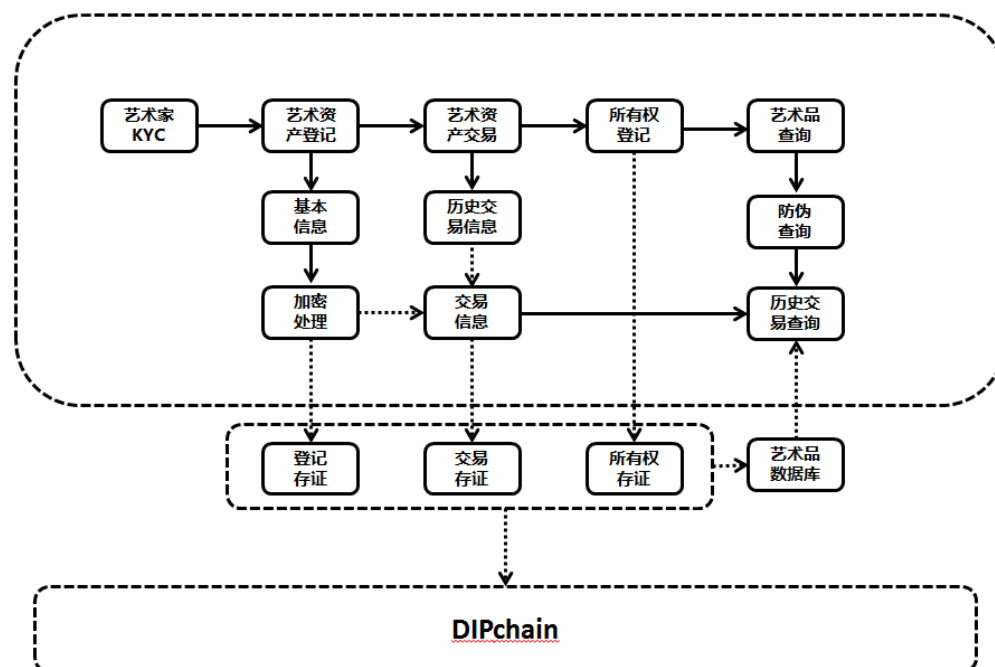 艺术家
KYC
艺术资
产登记
艺术资
产交易
所有权
登记
艺术品
查询
基本
信息
历史交
易信息
防伪
查询
加密
处理
交易
信息
历史交
易查询
登记
存证
交易
存证
所有权
存证
艺术品
数据库
DIPchain